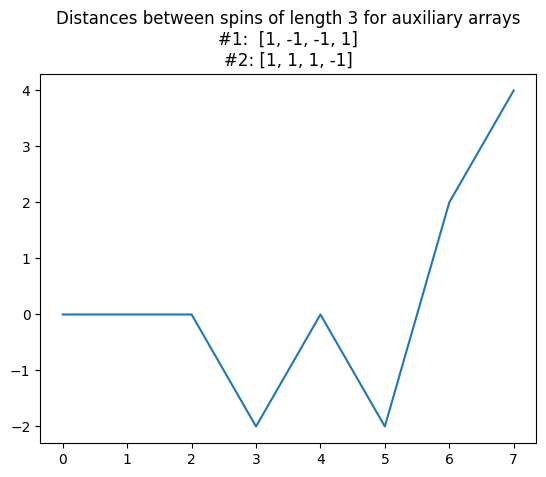 Distances between spins of length 3 for auxiliary arrays
#1:  [1, -1, -1, 1]
#2: [1, 1, 1, -1]
4
3
2
1
0
−1
−2
0 1 2 3 4 5 6 7